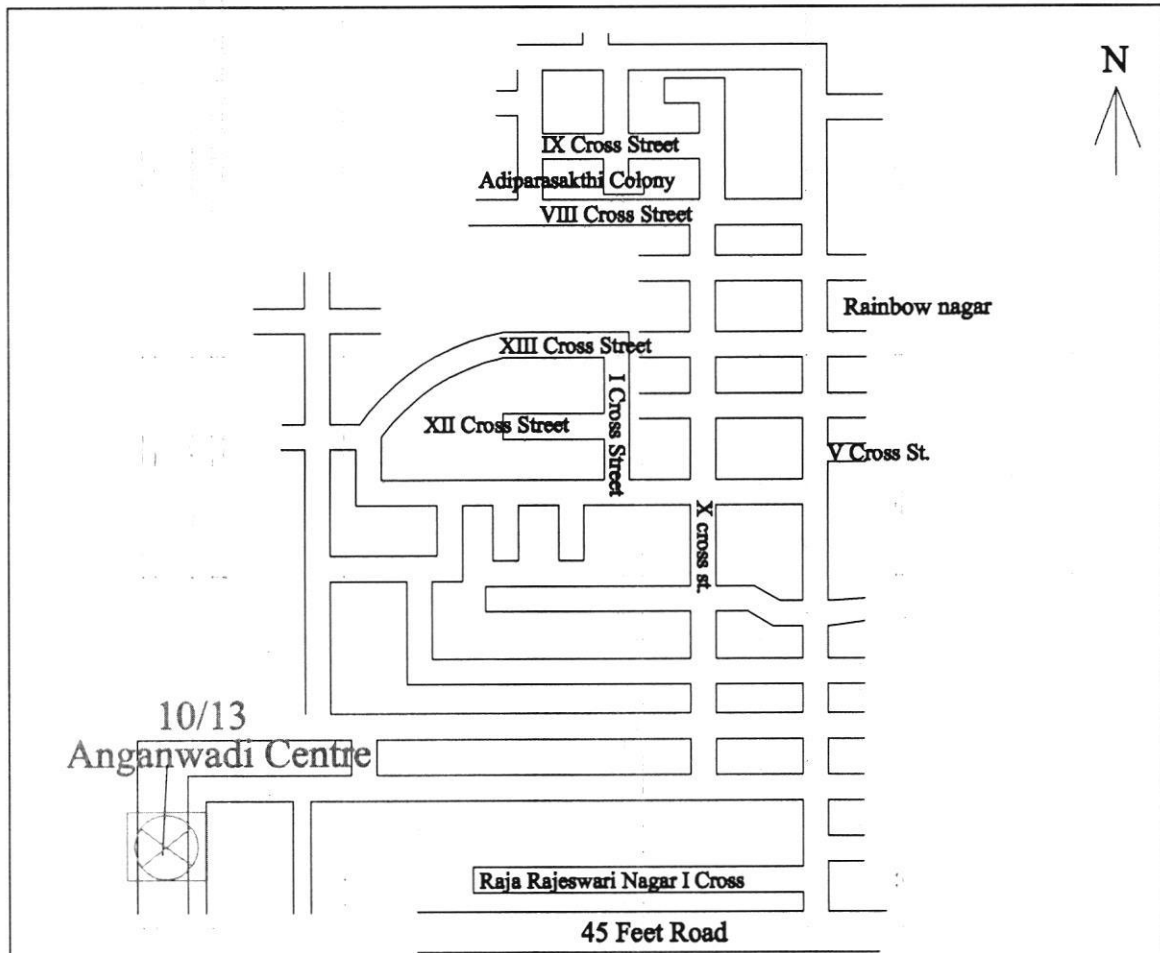 N
IX Cross Street
Adiparasakthi Colony
VIII Cross Street
Rainbow nagar
XIII Cross Street
I Cross Street
XII Cross Street
V Cross St.
X cross st.
10/13
Anganwadi Centre
Raja Rajeswari Nagar I Cross
45 Feet Road